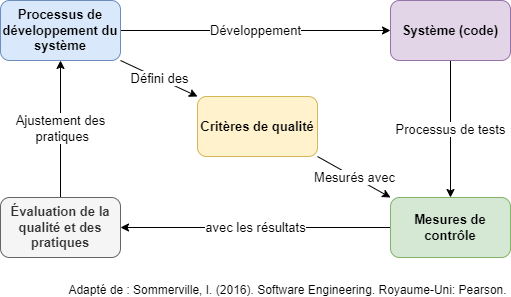 Processus de
développement du
système
Développement
Système (code)
Défini des
Critères de qualité
Ajustement des
pratiques
Processus de tests
Mesurés avec
Évaluation de la
qualité et des
pratiques
avec les résultats
Mesures de
contrôle
Adapté de : Sommerville, I. (2016). Software Engineering. Royaume-Uni: Pearson.